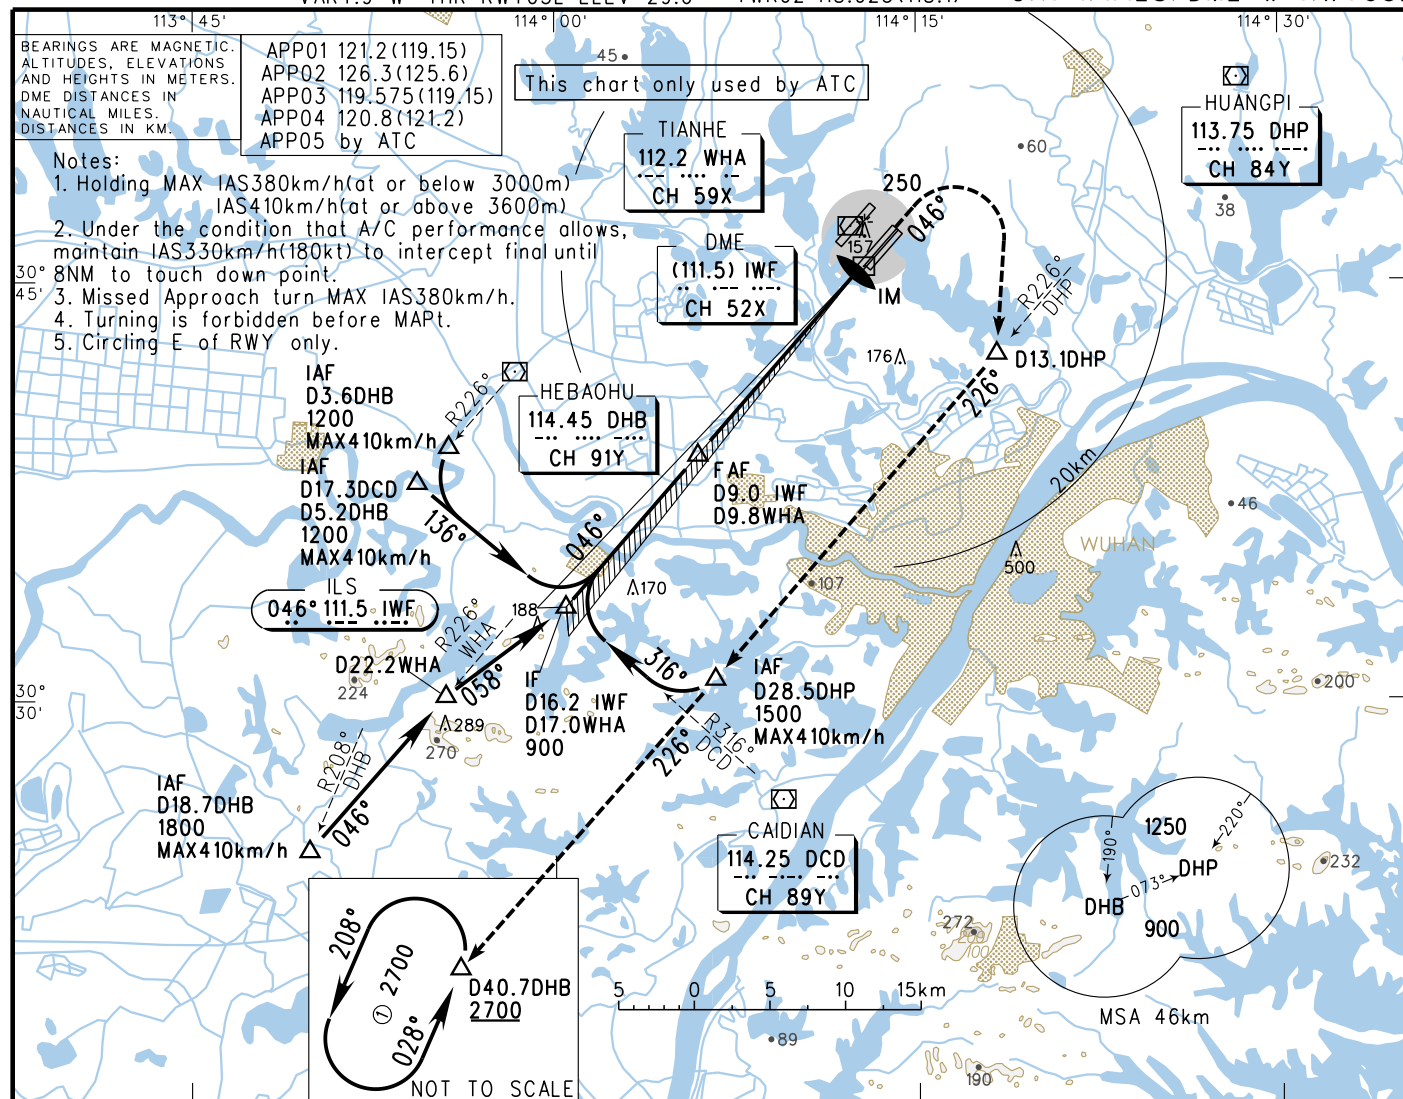 113° 45'
114° 00'
114° 15'
114° 30'
BEARINGS ARE MAGNETIC.
ALTITUDES, ELEVATIONS
AND HEIGHTS IN METERS.
DME DISTANCES IN
NAUTICAL MILES.
DISTANCES IN KM.
APP01 121.2(119.15)
APP02 126.3(125.6)
APP03 119.575(119.15)
APP04 120.8(121.2)
APP05 by ATC
45
This chart only used by ATC
Notes:
1. Holding MAX IAS380km/h(at or below 3000m)
IAS410km/h(at or above 3600m)
2. Under the condition that A/C performance allows,
maintain IAS330km/h(180kt) to intercept final until
8NM to touch down point.
3. Missed Approach turn MAX IAS380km/h.
4. Turning is forbidden before MAPt.
5. Circling E of RWY only.
30°
45'
TIANHE
112.2 WHA
CH 59X
DME
(111.5) IWF
CH 52X
HUANGPI
113.75 DHP
CH 84Y
60
38
250
046°
157
IM
R226°
DHP
176
D13.1DHP
226°
HEBAOHU
114.45 DHB
CH 91Y
R226°
IAF
D3.6DHB
1200
MAX410km/h
IAF
D17.3DCD
D5.2DHB
1200
MAX410km/h
136°
046°
FAF
D9.0 IWF
D9.8WHA
20km
46
WUHAN
500
107
170
ILS
046° 111.5 IWF
188
R226°
WHA
D22.2WHA
224
058°
289
270
IF
D16.2 IWF
D17.0WHA
900
316°
IAF
D28.5DHP
1500
MAX410km/h
R316°
DCD
226°
200
30°
30'
R208°
DHB
IAF
D18.7DHB
1800
MAX410km/h
046°
CAIDIAN
114.25 DCD
CH 89Y
1250
190°
220°
073°
DHP
DHB
900
MSA 46km
232
272
200
100
208°
① 2700
028°
D40.7DHB
2700
NOT TO SCALE
5 0 5 10 15km
89
190